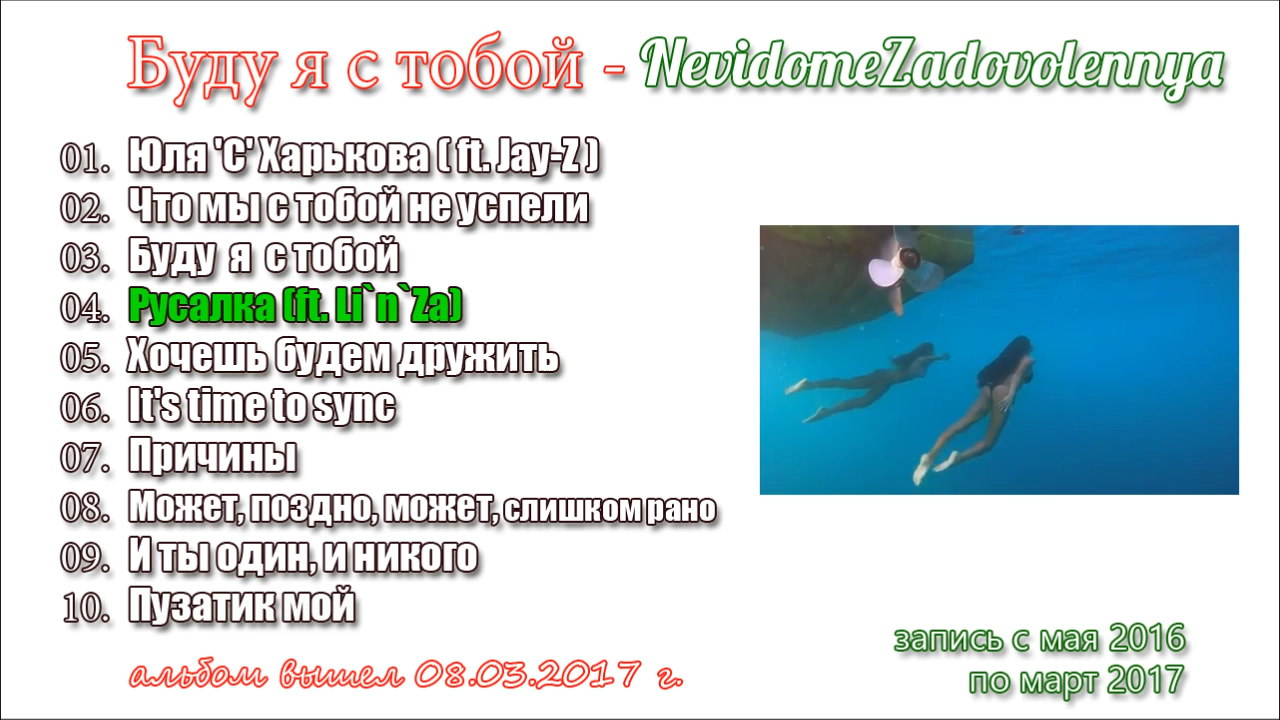 Буду я с тобой - NevidomeZadovolennya
01. Юля 'С' Харькова ( ft. Jay-Z )
02. Что мы с тобой не успели
03. Буду я с тобой
04. Русалка (ft. Li`n`Za)
05. Хочешь будем дружить
06. It's time to sync
07. Причины
08. Может, поздно, может, слишком рано
09. И ты один, и никого
10. Пузатик мой
альбом вышел 08.03.2017 г.
запись с мая 2016
по март 2017